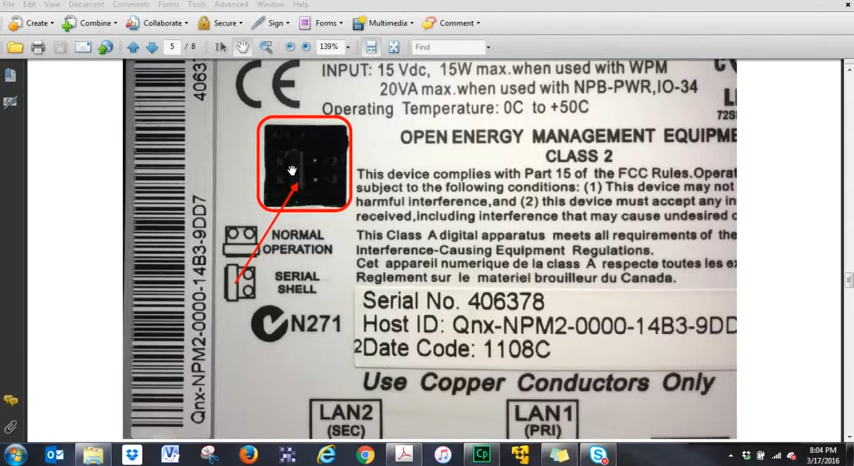 File Edit View Document Comments Forms Tools Advanced Window Help
Create Combine Collaborate Secure Sign Forms Multimedia Comment
5 / 8 139% Find
INPUT: 15 Vdc, 15W max.when used with WPM
20VA max.when used with NPB-PWR,IO-34
Operating Temperature: 0C to +50C
OPEN ENERGY MANAGEMENT EQUIPME
CLASS 2
This device complies with Part 15 of the FCC Rules.Operat
subject to the following conditions: (1) This device may not
harmful interference,and (2) this device must accept any in
received,including interference that may cause undesired o
NORMAL
OPERATION
This Class A digital apparatus meets all requirements of the
Interference-Causing Equipment Regulations.
Cet appareil numerique de la class A respecte toutes les ex
Reglement sur le materiel brouilleur du Canada.
SERIAL
SHELL
N271
Serial No. 406378
Host ID: Qnx-NPM2-0000-14B3-9DD
2Date Code: 1108C
Use Copper Conductors Only
LAN2
(SEC)
LAN1
(PRI)
Qnx-NPM2-0000-14B3-9DD7
4063
CE
8:04 PM
3/17/2016